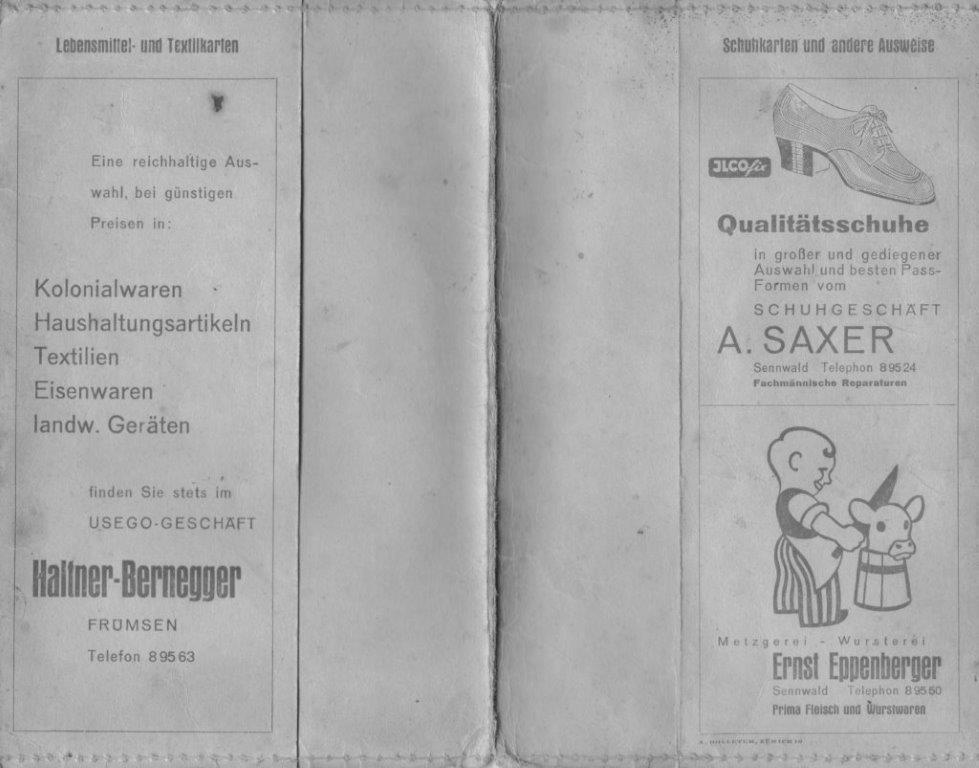 Lebensmittel- und Textilkarten
Eine reichhaltige Aus-
wahl, bei günstigen
Preisen in:
Kolonialwaren
Haushaltungsartikeln
Textilien
Eisenwaren
landw. Geräten
finden Sie stets im
USEGO-GESCHÄFT
Haltner-Bernegger
FRÜMSEN
Telefon 89563
Schuhkarten und andere Ausweise
JLCOfix
Qualitätsschuhe
in großer und gediegener
Auswahl und besten Pass-
Formen vom
SCHUHGESCHÄFT
A. SAXER
Sennwald Telephon 89524
Fachmännische Reparaturen
Metzgerei - Wursterei
Ernst Eppenberger
Sennwald Telephon 89550
Prima Fleisch und Wurstwaren
ZÜRICH 10